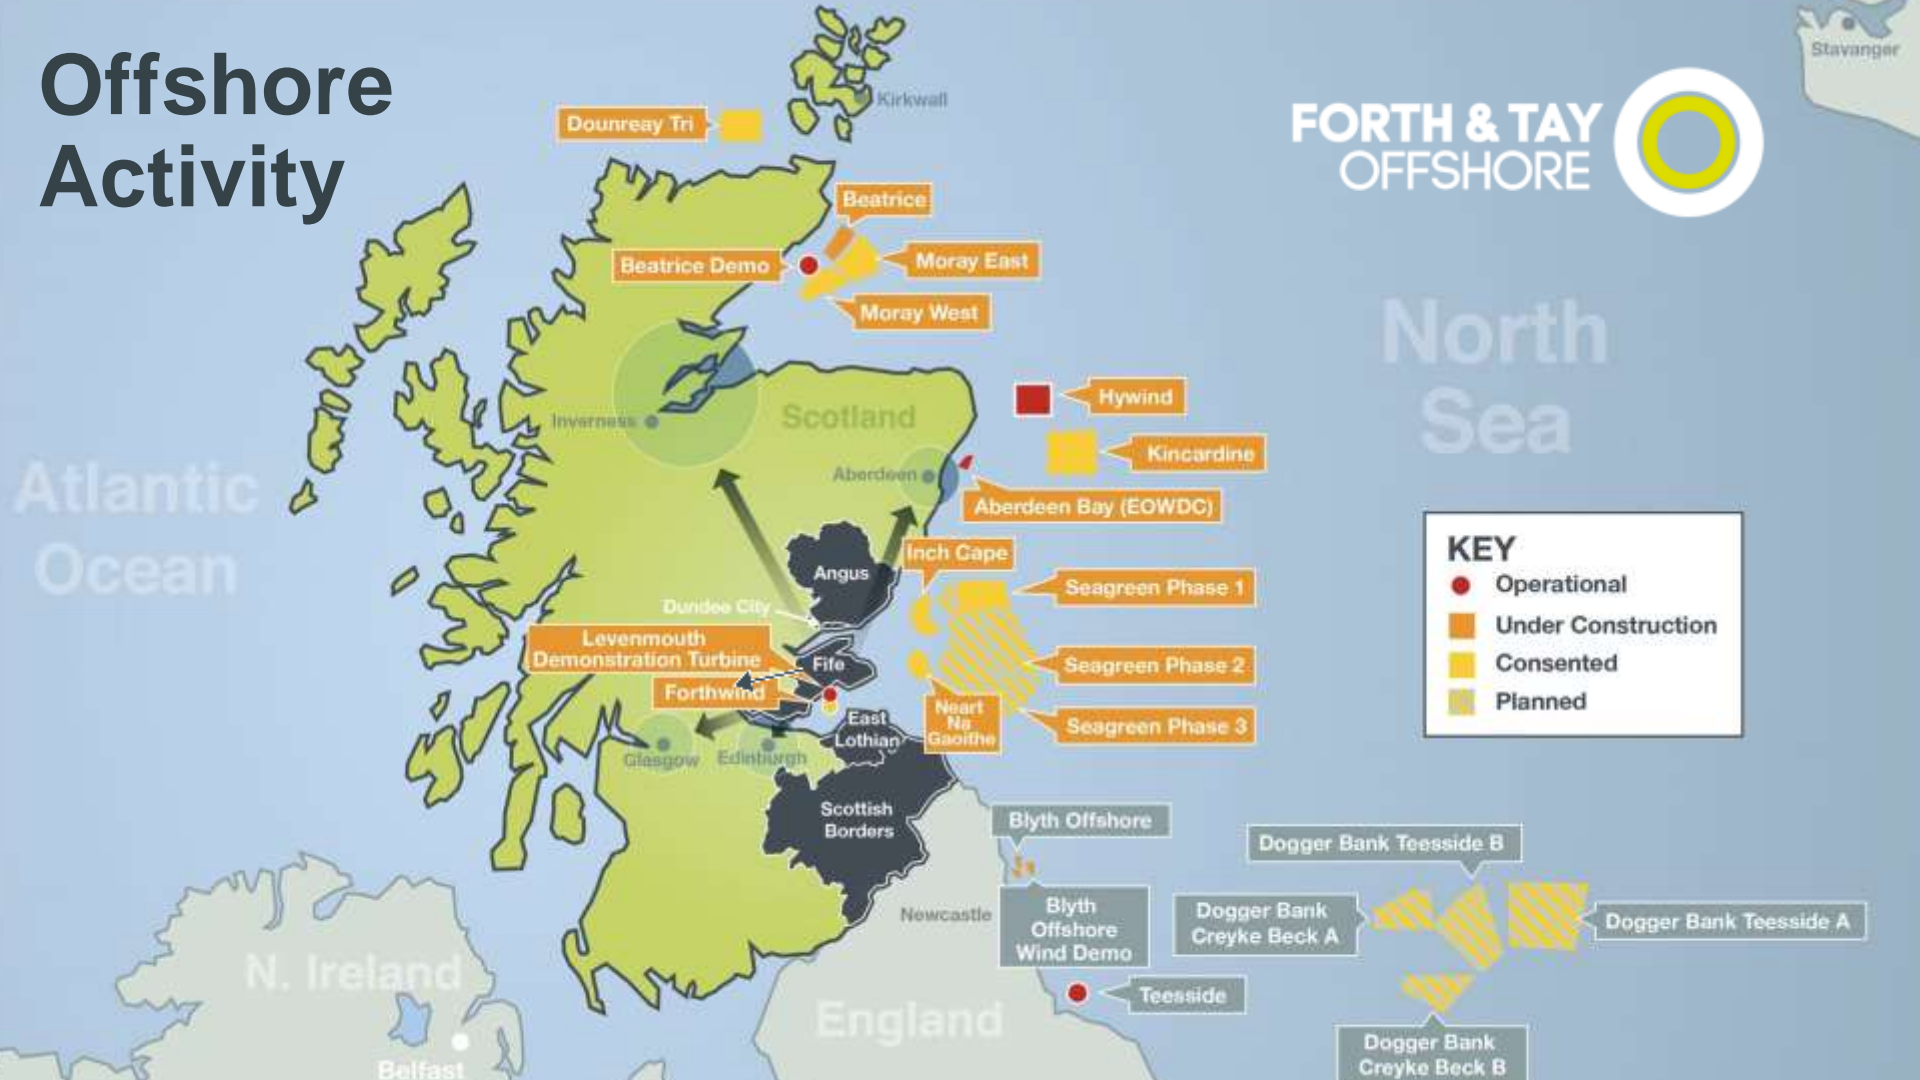 Offshore
Activity
FORTH & TAY
OFFSHORE
Stavanger
Kirkwall
Dounreay Tri
Beatrice
Beatrice Demo
Moray East
Moray West
North
Sea
Atlantic
Ocean
Inverness
Scotland
Hywind
Kincardine
Aberdeen
Aberdeen Bay (EOWDC)
Inch Cape
Angus
Seagreen Phase 1
Dundee City
Levenmouth
Demonstration Turbine
Fife
Seagreen Phase 2
Forthwind
Neart
Na
Gaoithe
Seagreen Phase 3
East
Lothian
Glasgow
Edinburgh
KEY
Operational
Under Construction
Consented
Planned
Scottish
Borders
Blyth Offshore
Dogger Bank Teesside B
Newcastle
Blyth
Offshore
Wind Demo
Dogger Bank
Creyke Beck A
Dogger Bank Teesside A
N. Ireland
Teesside
England
Belfast
Dogger Bank
Creyke Beck B